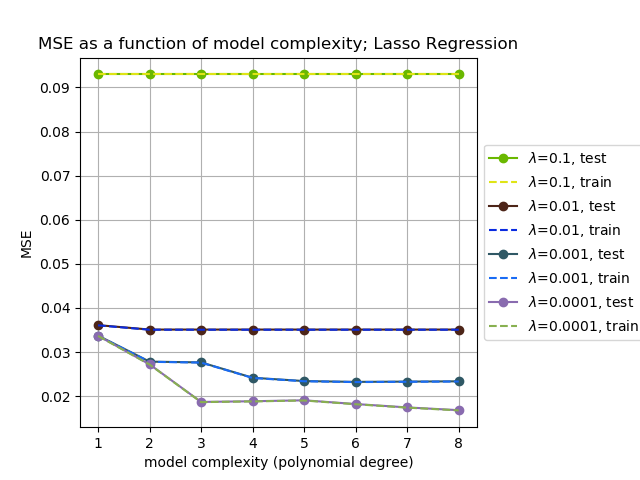 MSE as a function of model complexity; Lasso Regression
0.09
0.08
0.07
0.06
0.05
0.04
0.03
0.02
MSE
1 2 3 4 5 6 7 8
model complexity (polynomial degree)
λ=0.1, test
λ=0.1, train
λ=0.01, test
λ=0.01, train
λ=0.001, test
λ=0.001, train
λ=0.0001, test
λ=0.0001, train